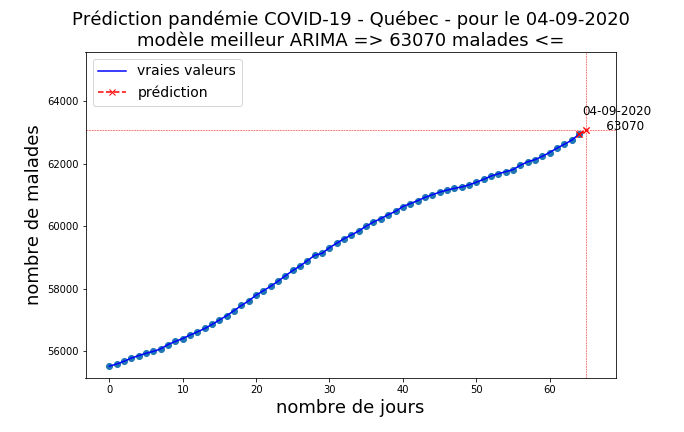 Prédiction pandémie COVID-19 - Québec - pour le 04-09-2020
modèle meilleur ARIMA => 63070 malades <=
vraies valeurs
prédiction
04-09-2020
63070
nombre de malades
64000
62000
60000
58000
56000
0 10 20 30 40 50 60
nombre de jours